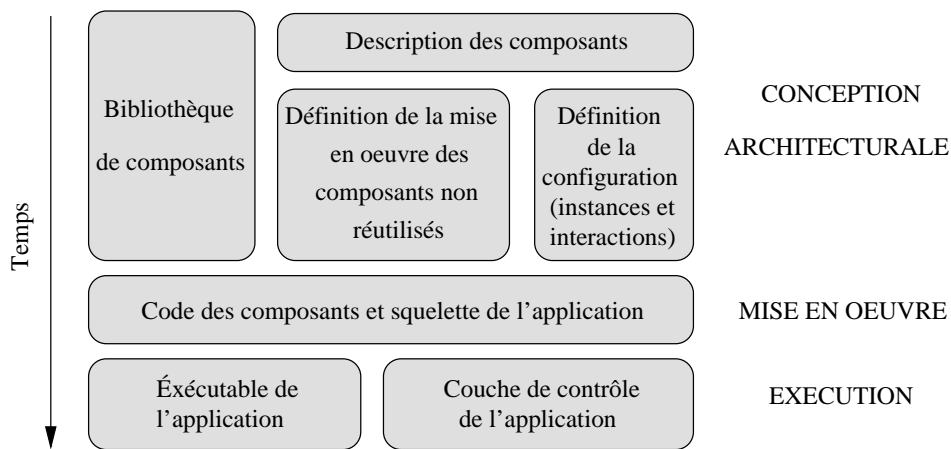 Temps
Bibliothèque
de composants
Description des composants
Définition de la mise
en oeuvre des
composants non
réutilisés
Définition
de la
configuration
(instances et
interactions)
CONCEPTION
ARCHITECTURALE
Code des composants et squelette de l’application
MISE EN OEUVRE
Éxécutable de
l’application
Couche de contrôle
de l’application
EXECUTION